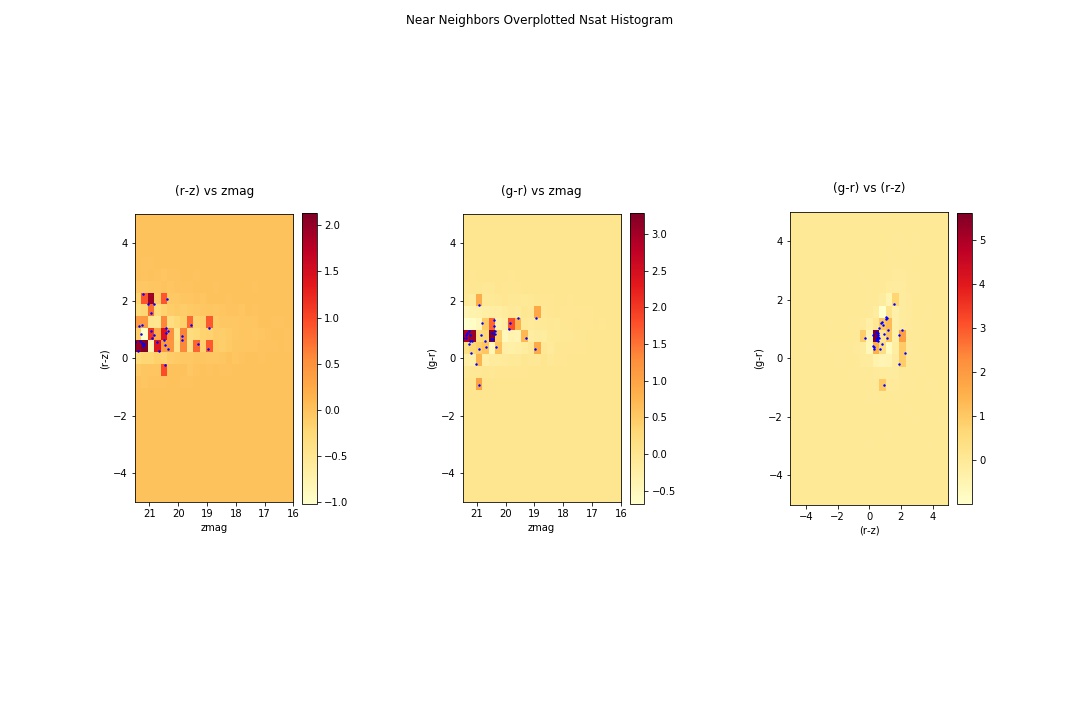 Near Neighbors Overplotted Nsat Histogram
(r-z) vs zmag
(g-r) vs zmag
(g-r) vs (r-z)
4
2
0
−2
−4
(r-z)
21 20 19 18 17 16
zmag
2.0
1.5
1.0
0.5
0.0
−0.5
−1.0
4
2
0
−2
−4
(g-r)
21 20 19 18 17 16
zmag
3.0
2.5
2.0
1.5
1.0
0.5
0.0
−0.5
4
2
0
−2
−4
(g-r)
−4 −2 0 2 4
(r-z)
5
4
3
2
1
0